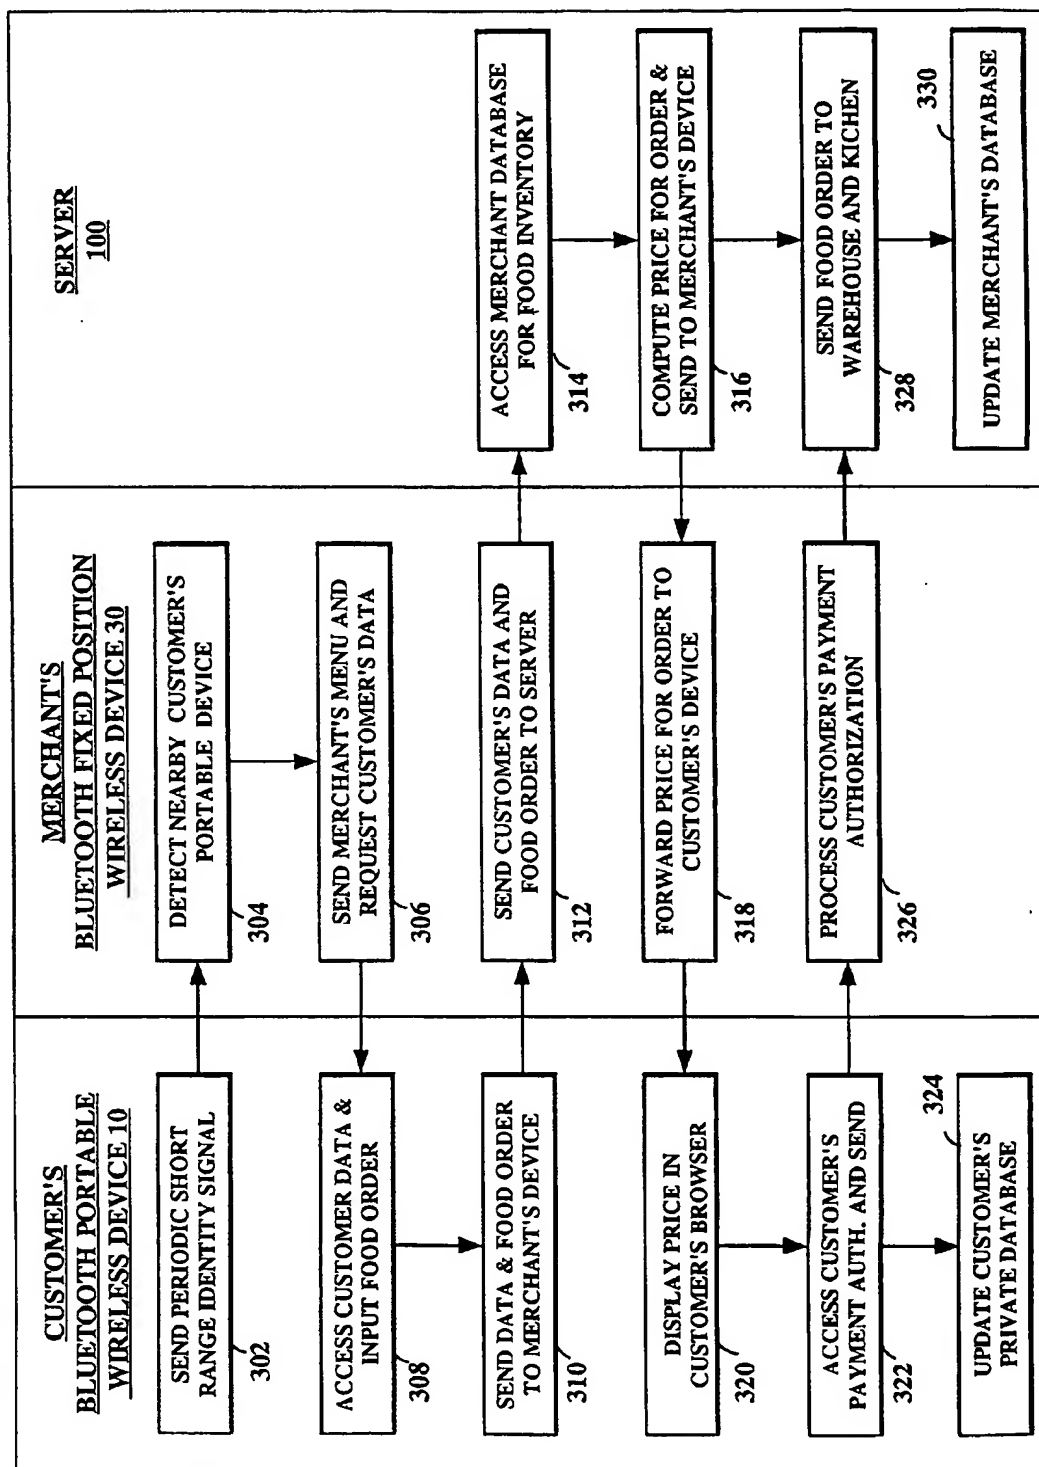 CUSTOMER'S
BLUETOOTH PORTABLE
WIRELESS DEVICE 10
SEND PERIODIC SHORT
RANGE IDENTITY SIGNAL
302
ACCESS CUSTOMER DATA &
INPUT FOOD ORDER
308
SEND DATA & FOOD ORDER
TO MERCHANT'S DEVICE
310
DISPLAY PRICE IN
CUSTOMER'S BROWSER
320
ACCESS CUSTOMER'S
PAYMENT AUTH. AND SEND
322
324
UPDATE CUSTOMER'S
PRIVATE DATABASE
MERCHANT'S
BLUETOOTH FIXED POSITION
WIRELESS DEVICE 30
DETECT NEARBY CUSTOMER'S
PORTABLE DEVICE
304
SEND MERCHANT'S MENU AND
REQUEST CUSTOMER'S DATA
306
SEND CUSTOMER'S DATA AND
FOOD ORDER TO SERVER
312
FORWARD PRICE FOR ORDER TO
CUSTOMER'S DEVICE
318
PROCESS CUSTOMER'S PAYMENT
AUTHORIZATION
326
SERVER
100
ACCESS MERCHANT DATABASE
FOR FOOD INVENTORY
314
COMPUTE PRICE FOR ORDER &
SEND TO MERCHANT'S DEVICE
316
SEND FOOD ORDER TO
WAREHOUSE AND KICHEN
328
330
UPDATE MERCHANT'S DATABASE